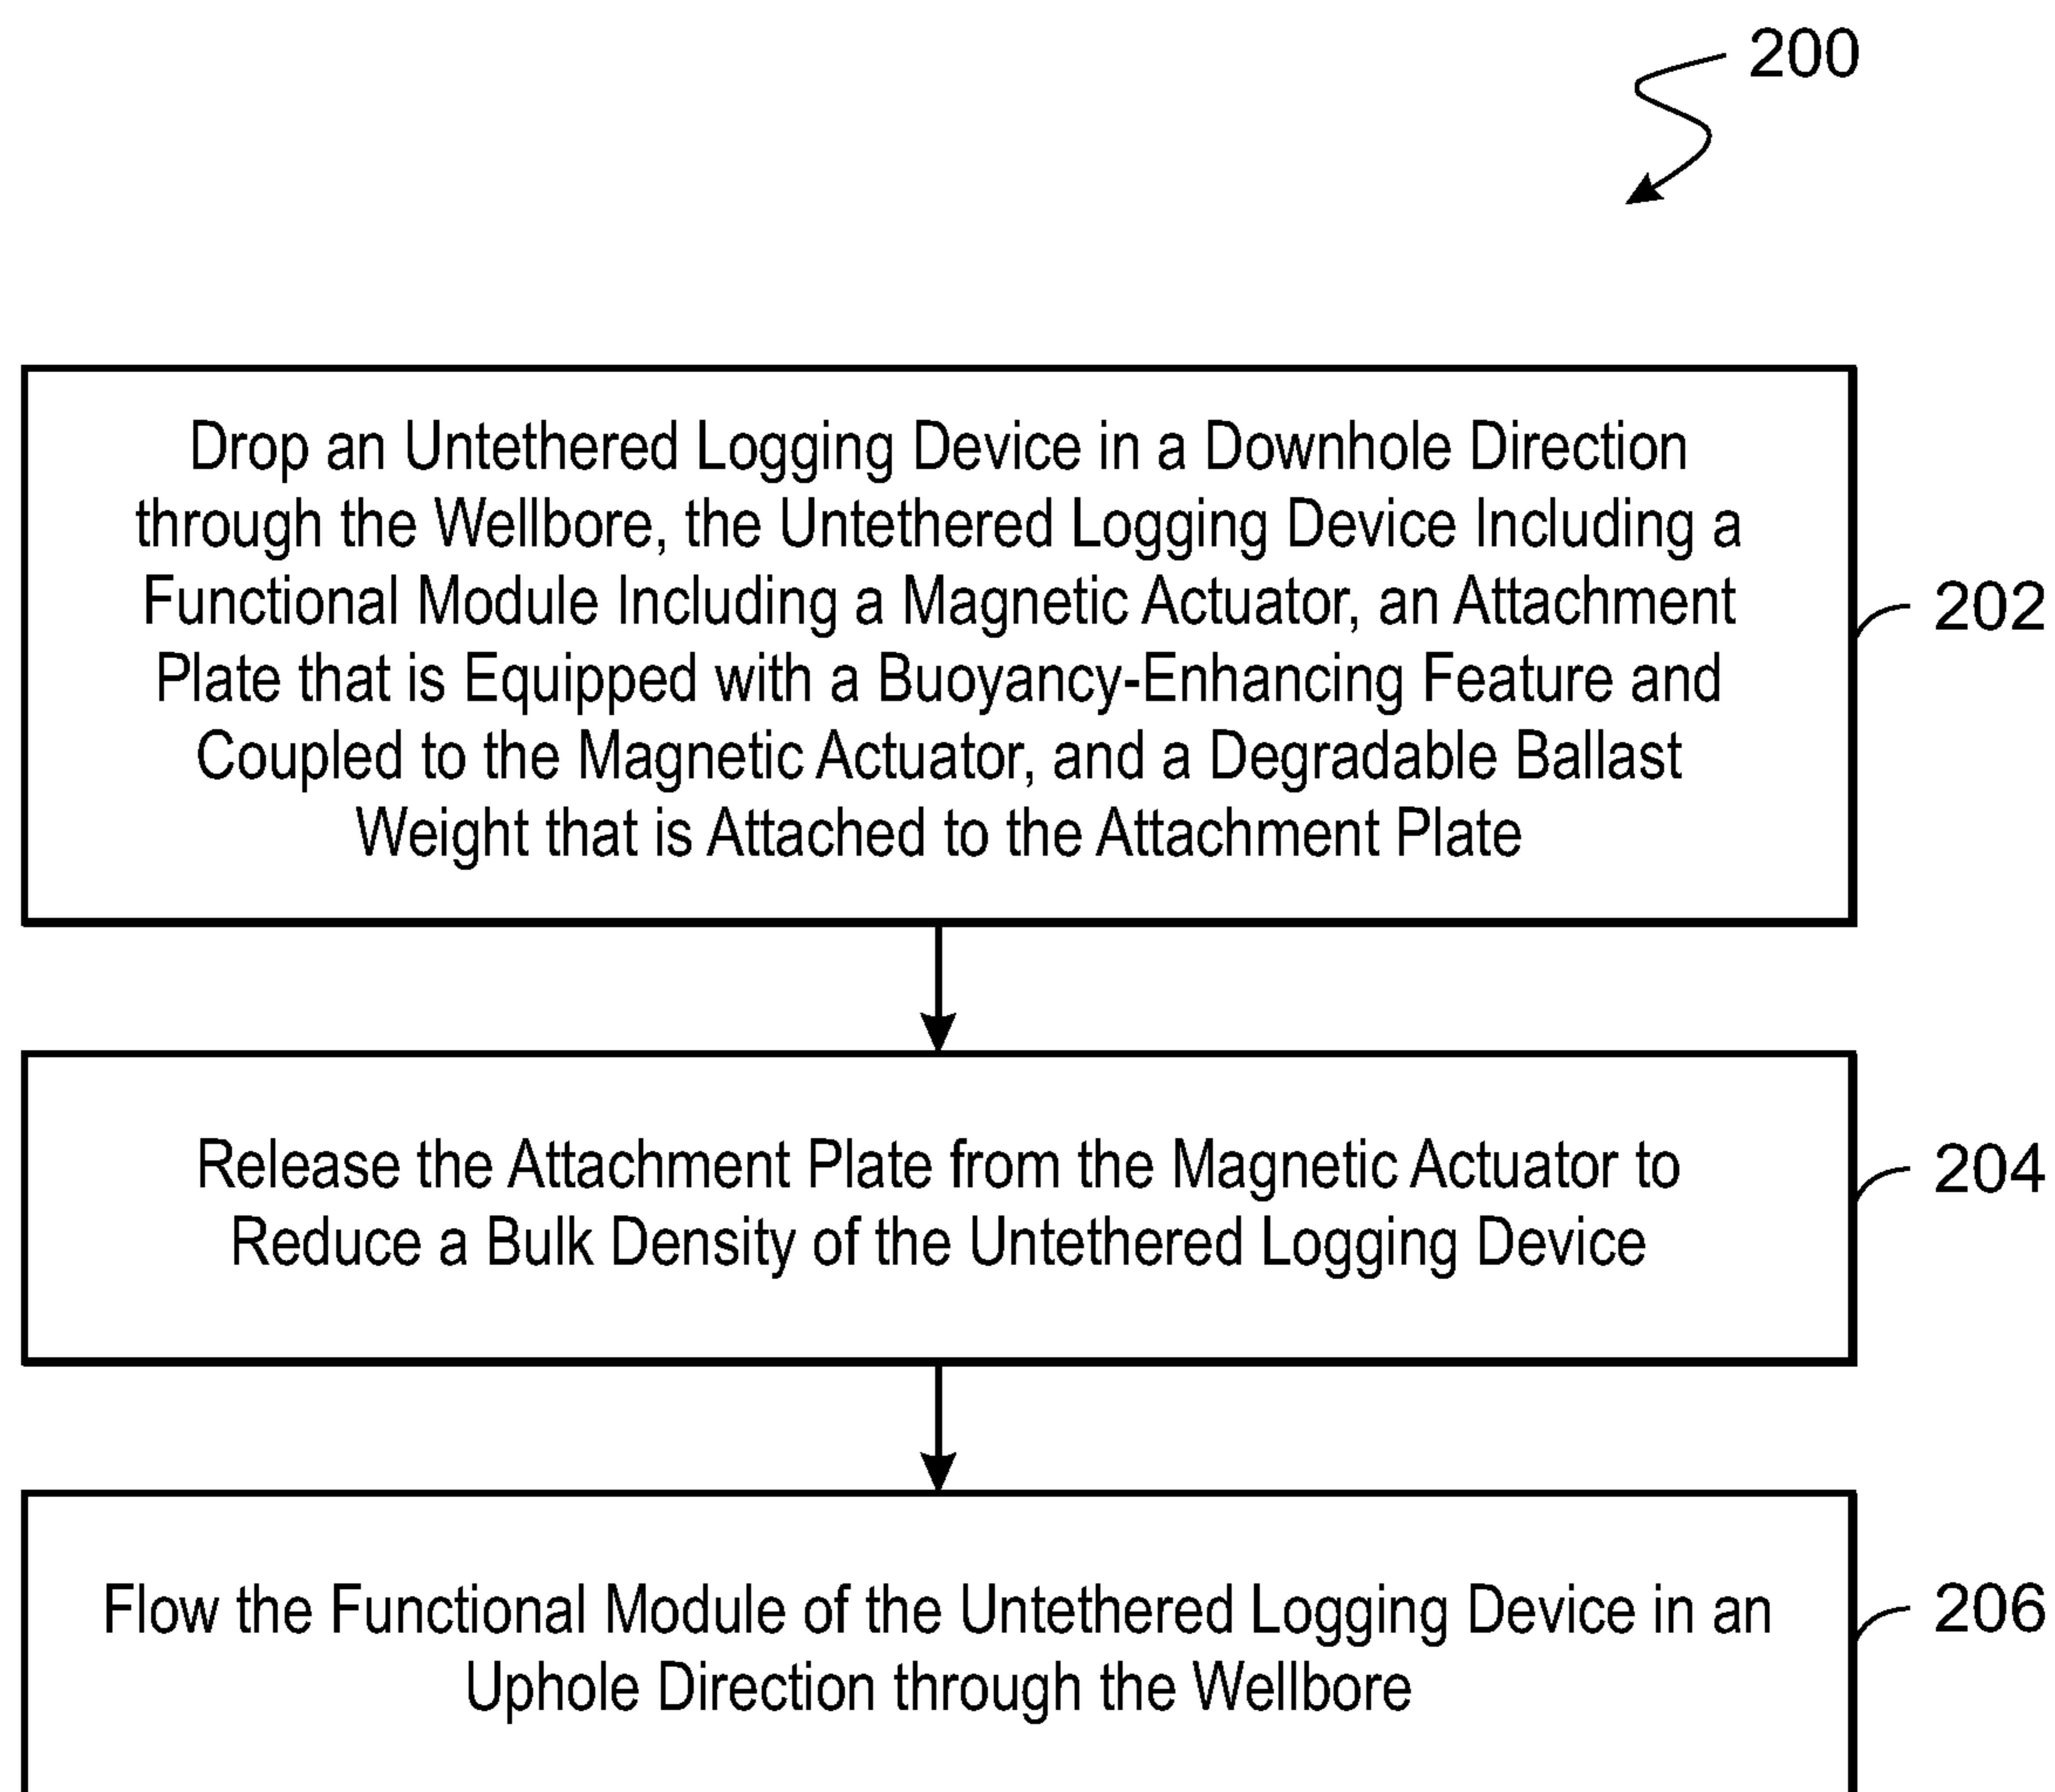 200
Drop an Untethered Logging Device in a Downhole Direction
through the Wellbore, the Untethered Logging Device Including a
Functional Module Including a Magnetic Actuator, an Attachment
Plate that is Equipped with a Buoyancy-Enhancing Feature and
Coupled to the Magnetic Actuator, and a Degradable Ballast
Weight that is Attached to the Attachment Plate
202
Release the Attachment Plate from the Magnetic Actuator to
Reduce a Bulk Density of the Untethered Logging Device
204
Flow the Functional Module of the Untethered Logging Device in an
Uphole Direction through the Wellbore
206